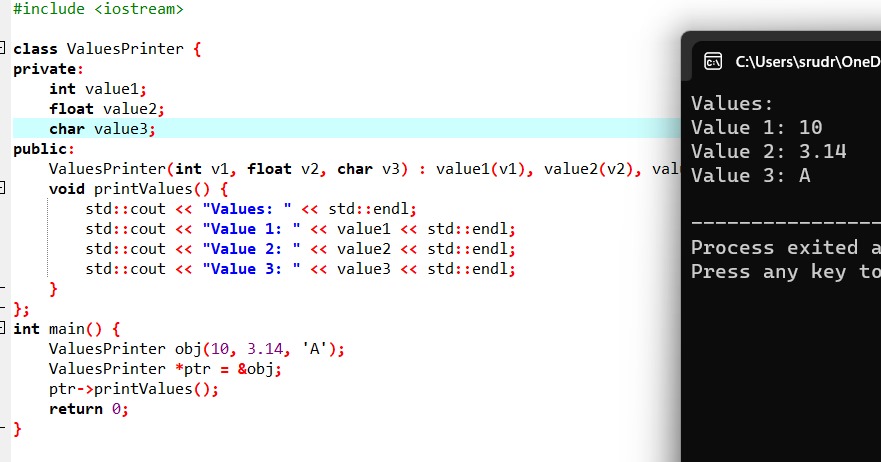 #include <iostream>
class ValuesPrinter {
private:
int value1;
float value2;
char value3;
public:
ValuesPrinter(int v1, float v2, char v3) : value1(v1), value2(v2),
void printValues() {
std::cout << "Values: " << std::endl;
std::cout << "Value 1: " << value1 << std::endl;
std::cout << "Value 2: " << value2 << std::endl;
std::cout << "Value 3: " << value3 << std::endl;
}
};
int main() {
ValuesPrinter obj(10, 3.14, 'A');
ValuesPrinter *ptr = &obj;
ptr->printValues();
return 0;
}
C:\Users\srudr\OneD
Values:
Value 1: 10
Value 2: 3.14
Value 3: A
Process exited a
Press any key to